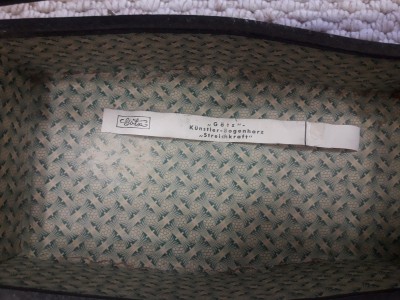 „Götz"-
Künstler-Bogenharz
„Streichkraft"